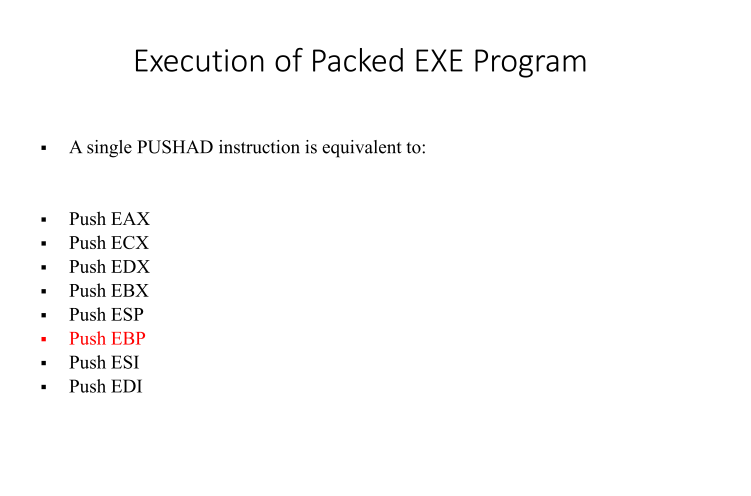 Execution of Packed EXE Program
▪ A single PUSHAD instruction is equivalent to:
▪ Push EAX
▪ Push ECX
▪ Push EDX
▪ Push EBX
▪ Push ESP
▪ Push EBP
▪ Push ESI
▪ Push EDI